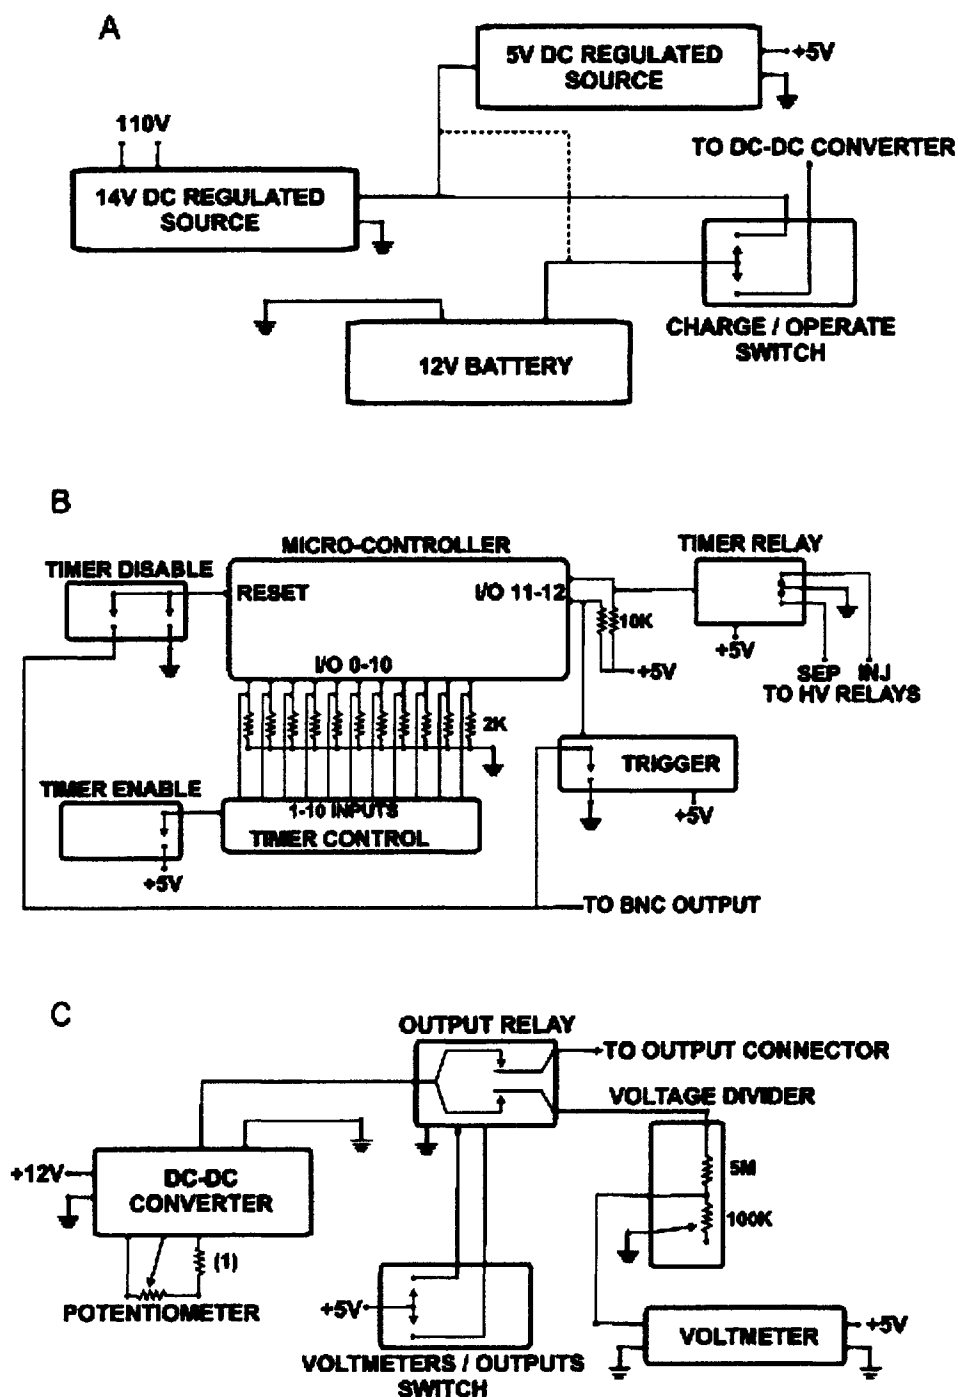 A
5V DC REGULATED
SOURCE
+5V
110V
TO DC-DC CONVERTER
14V DC REGULATED
SOURCE
CHARGE / OPERATE
SWITCH
12V BATTERY
B
MICRO-CONTROLLER
TIMER RELAY
TIMER DISABLE
RESET
I/O 11-12
10K
+5V
+5V
I/O 0-10
SEP INJ
TO HV RELAYS
2K
TRIGGER
TIMER ENABLE
1-10 INPUTS
TIMER CONTROL
+5V
+5V
TO BNC OUTPUT
C
OUTPUT RELAY
TO OUTPUT CONNECTOR
VOLTAGE DIVIDER
+12V
DC-DC
CONVERTER
5M
100K
(1)
POTENTIOMETER
+5V
+5V
VOLTMETER
VOLTMETERS / OUTPUTS
SWITCH